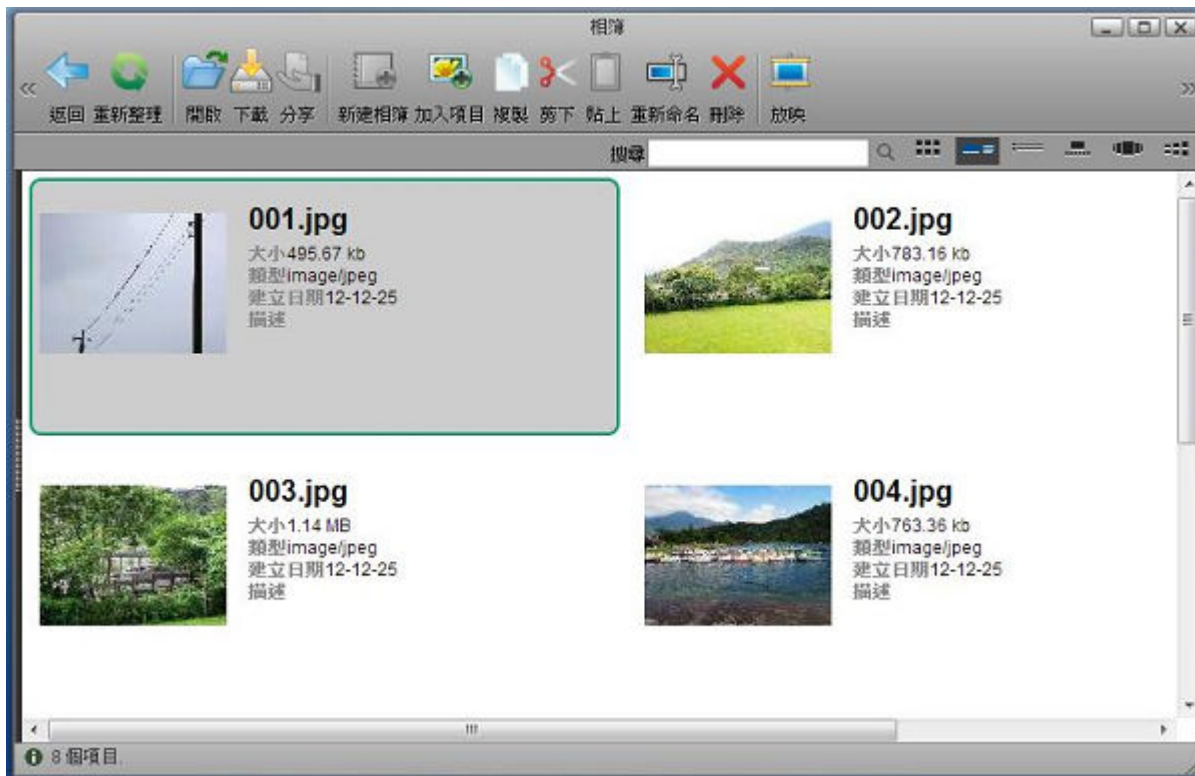 相簿
返回 重新整理 開啟 下載 分享 新建相簿 加入項目 複製 剪下 貼上 重新命名 刪除 放映
搜尋
001.jpg
大小495.67 kb
類型image/jpeg
建立日期12-12-25
描述
002.jpg
大小783.16 kb
類型image/jpeg
建立日期12-12-25
描述
003.jpg
大小1.14 MB
類型image/jpeg
建立日期12-12-25
描述
004.jpg
大小763.36 kb
類型image/jpeg
建立日期12-12-25
描述
8 個項目.